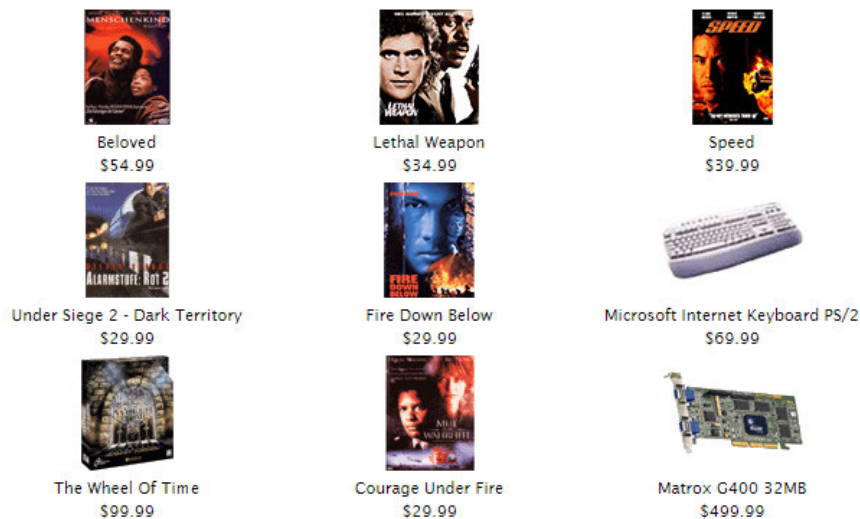 MENSCHENKIND
LETHAL
WEAPON
SPEED
Beloved
Lethal Weapon
Speed
$54.99
$34.99
$39.99
ALARMSTUFE: ROT 2
FIRE
DOWN
BELOW
Under Siege 2 - Dark Territory
Fire Down Below
Microsoft Internet Keyboard PS/2
$29.99
$29.99
$69.99
MUT
WAHRHEIT
The Wheel Of Time
Courage Under Fire
Matrox G400 32MB
$99.99
$29.99
$499.99